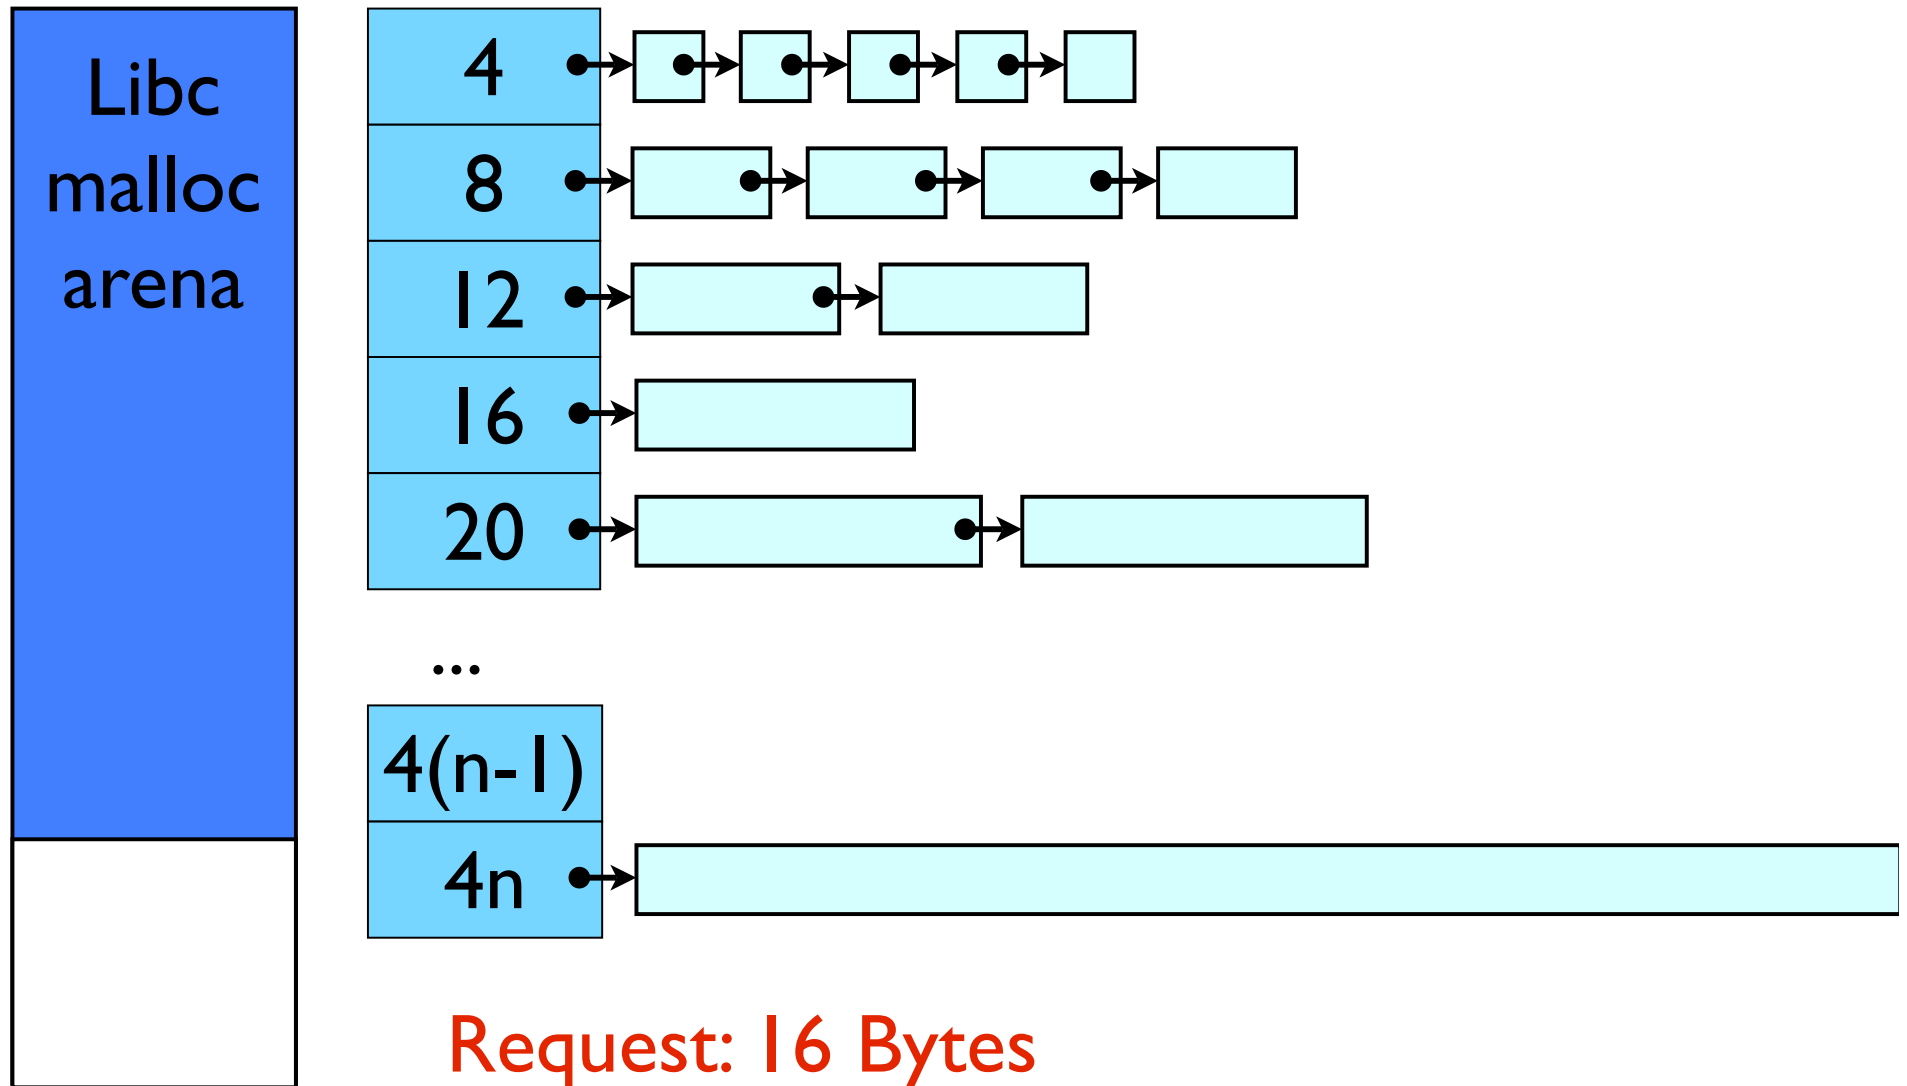 Libc
malloc
arena
4
8
12
16
20
...
4(n-1)
4n
Request: 16 Bytes